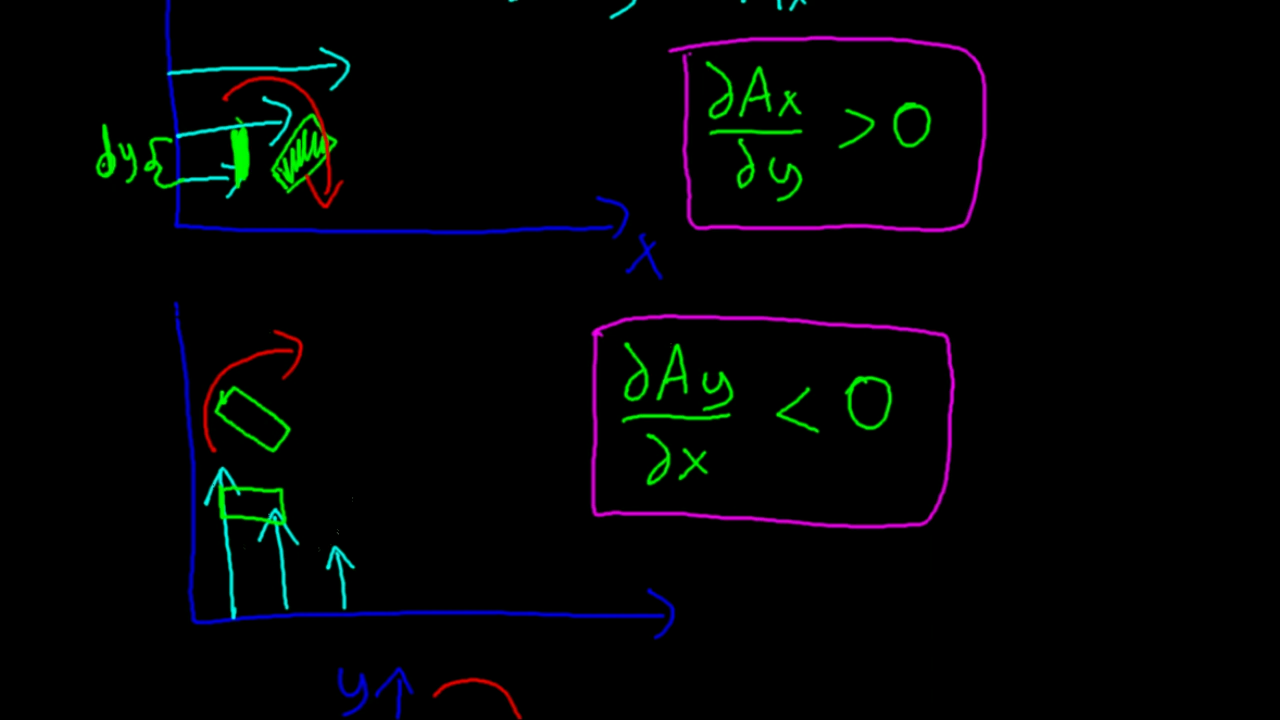 dy
∂Ax/∂y > 0
x
∂Ay/∂x < 0
y